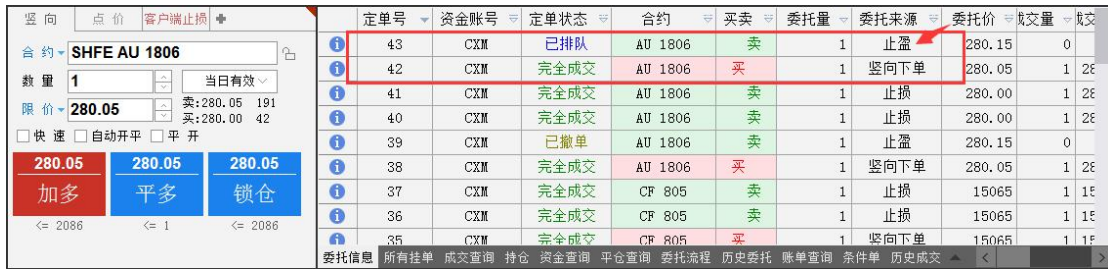 竖 向 点 价 客户端止损
合 约 SHFE AU 1806
数 量 1 当日有效
限 价 280.05 卖:280.05 191
买:280.00 42
快 速 自动开平 平 开
280.05 280.05 280.05
加多 平多 锁仓
<= 2086 <= 1 <= 2086
定单号 资金账号 定单状态 合约 买卖 委托量 委托来源 委托价 成交量 成交
43 CXM 已排队 AU 1806 卖 1 止盈 280.15 0
42 CXM 完全成交 AU 1806 买 1 竖向下单 280.05 1 28
41 CXM 完全成交 AU 1806 卖 1 止损 280.00 1 28
40 CXM 完全成交 AU 1806 卖 1 止损 280.00 1 28
39 CXM 已撤单 AU 1806 卖 1 止盈 280.15 0
38 CXM 完全成交 AU 1806 买 1 竖向下单 280.05 1 28
37 CXM 完全成交 CF 805 卖 1 止损 15065 1 15
36 CXM 完全成交 CF 805 卖 1 止损 15065 1 15
35 CXM 完全成交 CF 805 买 1 竖向下单 15065 1 15
委托信息 所有挂单 成交查询 持仓 资金查询 平仓查询 委托流程 历史委托 账单查询 条件单 历史成交